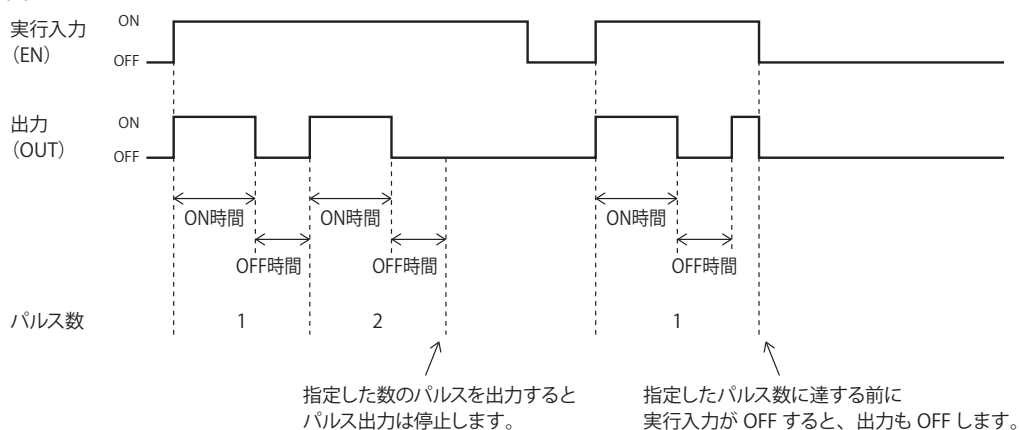 実行入力
(EN)
ON
OFF
出力
(OUT)
ON
OFF
ON時間
ON時間
ON時間
OFF時間
OFF時間
OFF時間
パルス数
1
2
1
指定した数のパルスを出力すると
パルス出力は停止します。
指定したパルス数に達する前に
実行入力が OFF すると、出力も OFF します。